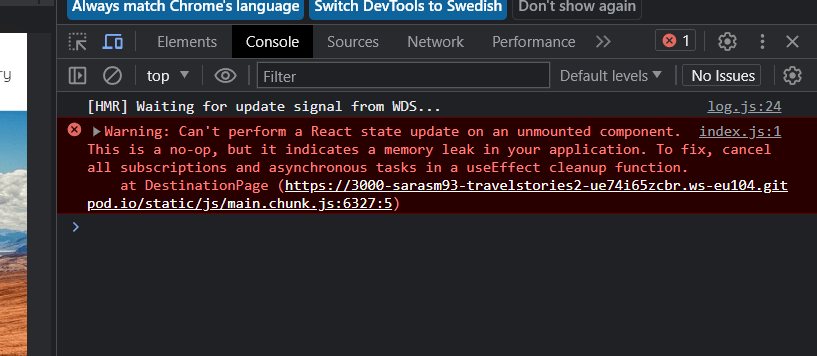 Always match Chrome's language Switch DevTools to Swedish Don't show again
Elements Console Sources Network Performance 1
top Filter Default levels No Issues
ry
[HMR] Waiting for update signal from WDS... log.js:24
Warning: Can't perform a React state update on an unmounted component. index.js:1
This is a no-op, but it indicates a memory leak in your application. To fix, cancel
all subscriptions and asynchronous tasks in a useEffect cleanup function.
at DestinationPage (https://3000-sarasm93-travelstories2-ue74i65zcbr.ws-eu104.git
pod.io/static/js/main.chunk.js:6327:5)